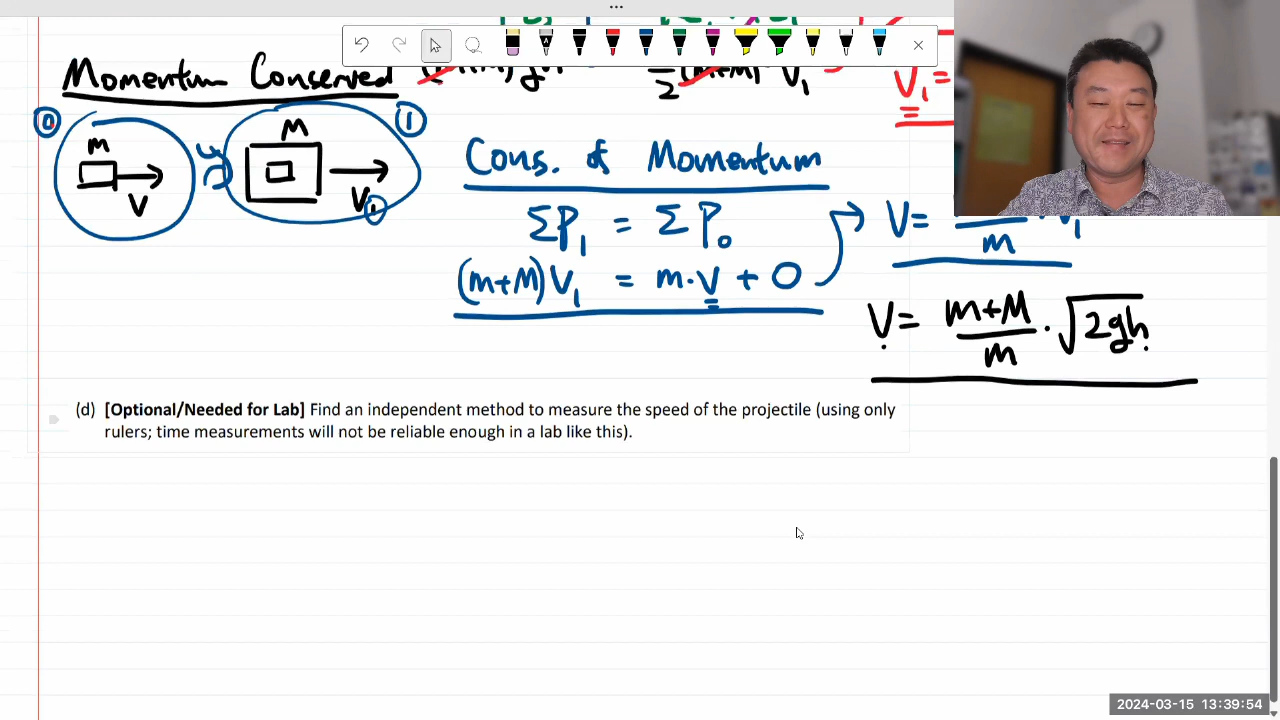 Momentum Conserved
V₁ =
0
1
m
M
V
V₁
Cons. of Momentum
ΣP₁ = ΣP₀
(m+M)V₁ = m·V + 0
V= m · V₁
V= m+M/m · √2gh
(d) [Optional/Needed for Lab] Find an independent method to measure the speed of the projectile (using only
rulers; time measurements will not be reliable enough in a lab like this).
2024-03-15 13:39:54